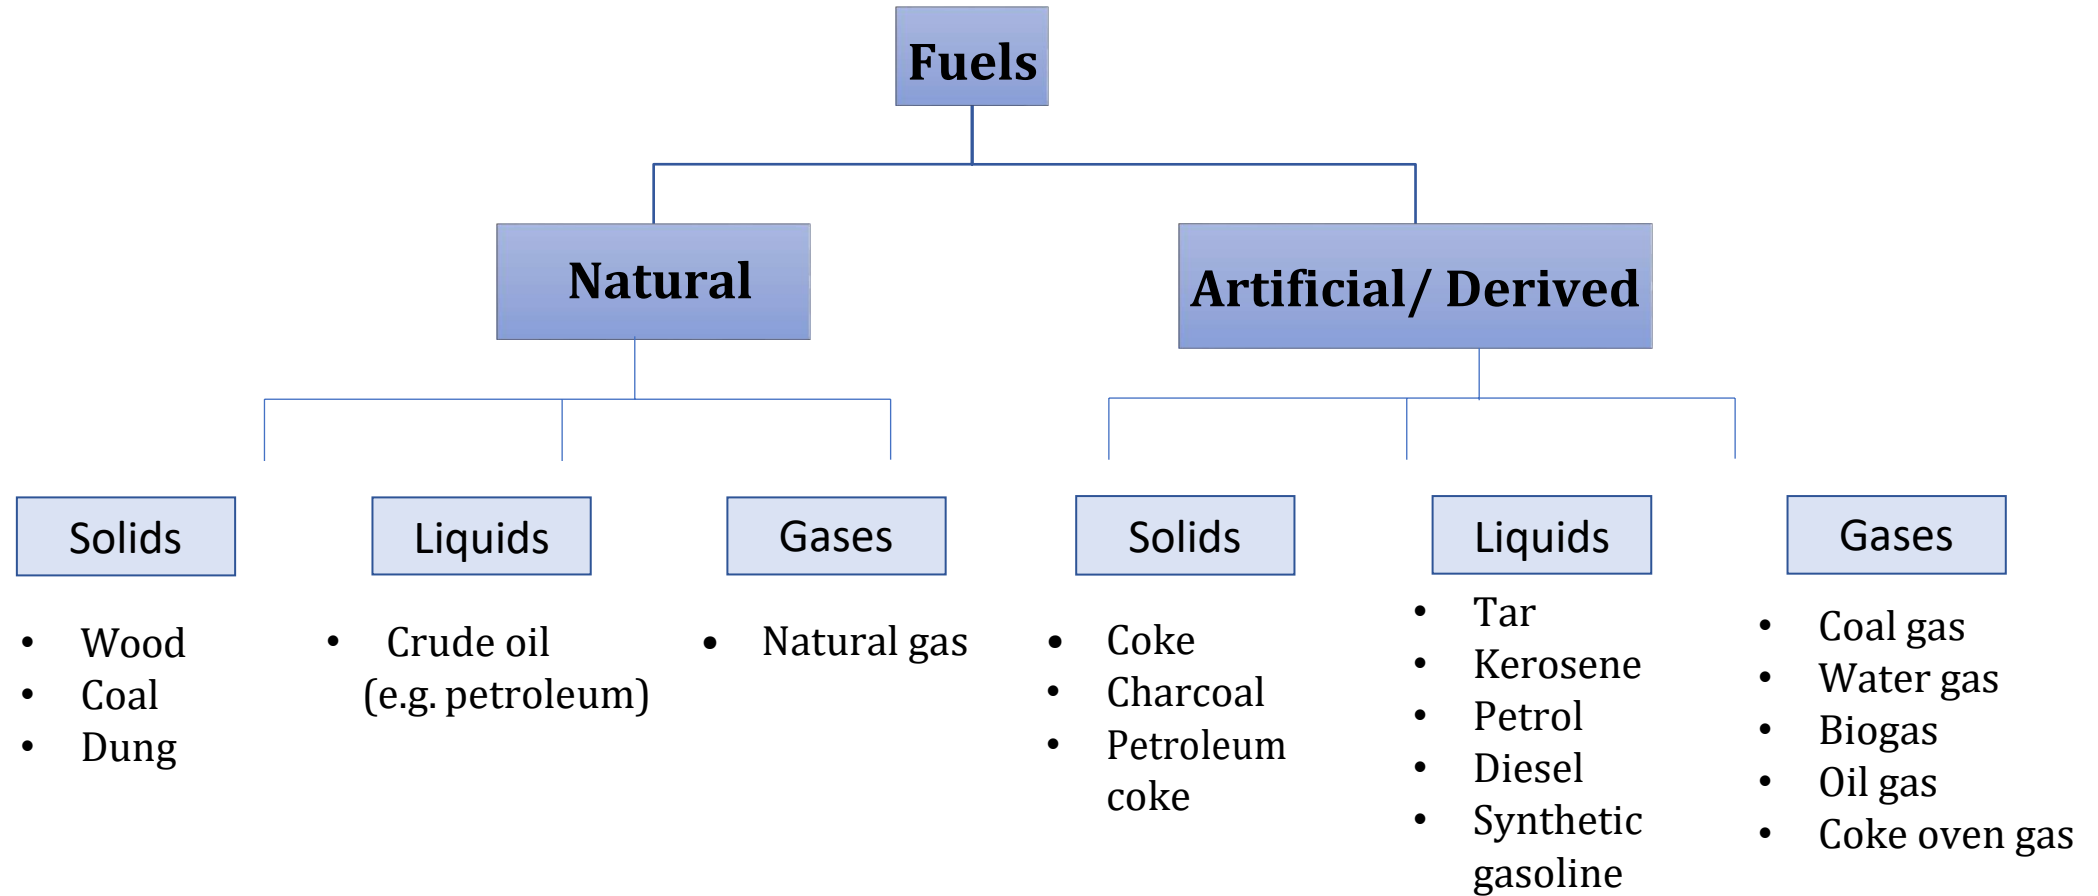 Fuels
Natural
Artificial/ Derived
Solids
Liquids
Gases
Solids
Liquids
Gases
• Wood
• Coal
• Dung
• Crude oil
(e.g. petroleum)
• Natural gas
• Coke
• Charcoal
• Petroleum
coke
• Tar
• Kerosene
• Petrol
• Diesel
• Synthetic
gasoline
• Coal gas
• Water gas
• Biogas
• Oil gas
• Coke oven gas